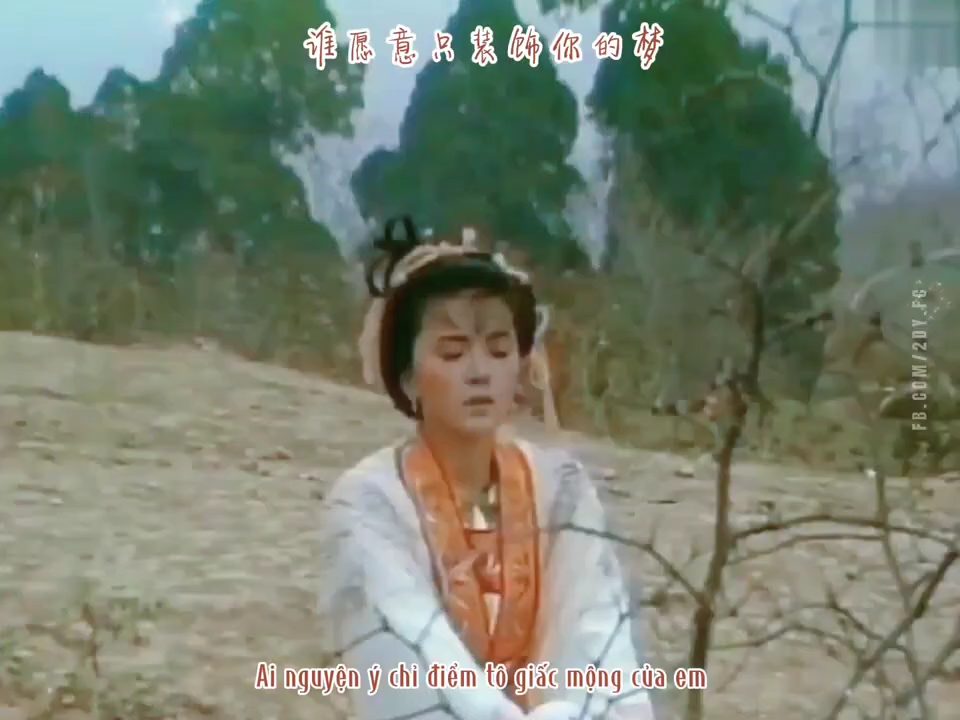 谁愿意只装饰你的梦
FB.COM/2DV.FC
Ai nguyện ý chỉ điểm tô giấc mộng của em